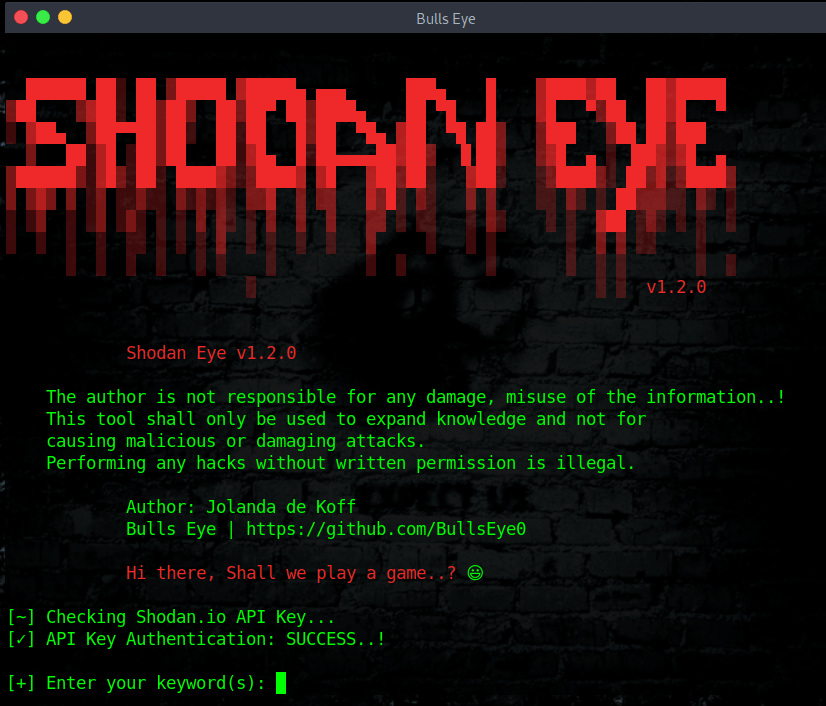 Bulls Eye
SHODAN EYE
v1.2.0
Shodan Eye v1.2.0
The author is not responsible for any damage, misuse of the information..!
This tool shall only be used to expand knowledge and not for
causing malicious or damaging attacks.
Performing any hacks without written permission is illegal.
Author: Jolanda de Koff
Bulls Eye | https://github.com/BullsEye0
Hi there, Shall we play a game..? 😃
[~] Checking Shodan.io API Key...
[✓] API Key Authentication: SUCCESS..!
[+] Enter your keyword(s):